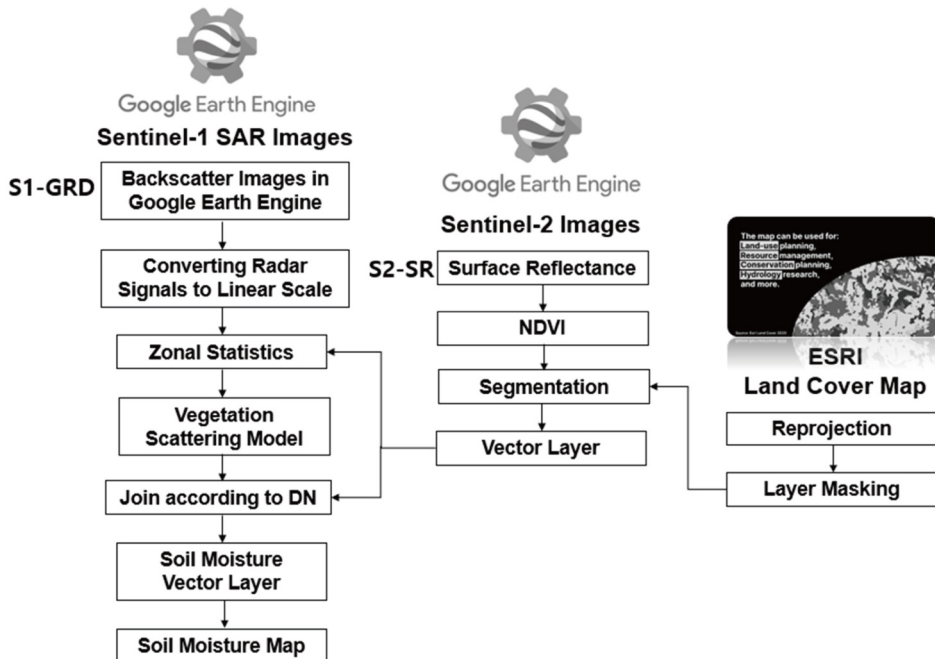 Google Earth Engine
Sentinel-1 SAR Images
S1-GRD
Backscatter Images in
Google Earth Engine
Converting Radar
Signals to Linear Scale
Zonal Statistics
Vegetation
Scattering Model
Join according to DN
Soil Moisture
Vector Layer
Soil Moisture Map
Google Earth Engine
Sentinel-2 Images
S2-SR
Surface Reflectance
NDVI
Segmentation
Vector Layer
The map can be used for:
Land-use planning,
Resource management,
Conservation planning,
Hydrology research,
and more.
ESRI
Land Cover Map
Reprojection
Layer Masking